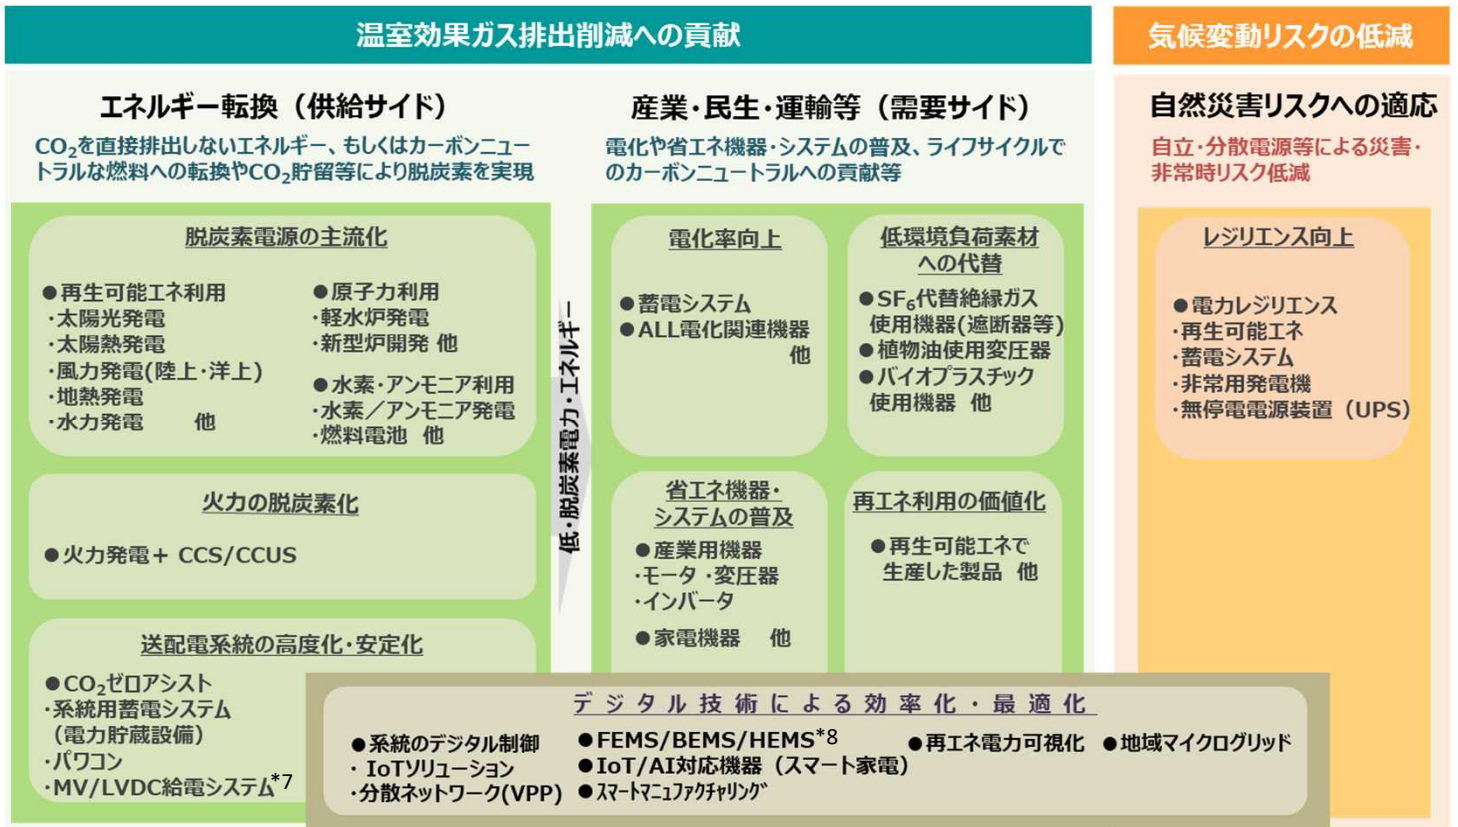 温室効果ガス排出削減への貢献
エネルギー転換（供給サイド）
CO₂を直接排出しないエネルギー、もしくはカーボンニュー
トラルな燃料への転換やCO₂貯留等により脱炭素を実現
脱炭素電源の主流化
●再生可能エネ利用
・太陽光発電
・太陽熱発電
・風力発電(陸上・洋上)
・地熱発電
・水力発電 他
●原子力利用
・軽水炉発電
・新型炉開発 他
●水素・アンモニア利用
・水素／アンモニア発電
・燃料電池 他
火力の脱炭素化
●火力発電＋ CCS/CCUS
送配電系統の高度化・安定化
●CO₂ゼロアシスト
・系統用蓄電システム
（電力貯蔵設備）
・パワコン
・MV/LVDC給電システム*7
低・脱炭素電力・エネルギー
産業・民生・運輸等（需要サイド）
電化や省エネ機器・システムの普及、ライフサイクルで
のカーボンニュートラルへの貢献等
電化率向上
●蓄電システム
●ALL電化関連機器
他
低環境負荷素材
への代替
●SF₆代替絶縁ガス
使用機器(遮断器等)
●植物油使用変圧器
●バイオプラスチック
使用機器 他
省エネ機器・
システムの普及
●産業用機器
・モータ ・変圧器
・インバータ
●家電機器 他
再エネ利用の価値化
●再生可能エネで
生産した製品 他
デジタル技術による効率化・最適化
●系統のデジタル制御
・ IoTソリューション
・分散ネットワーク(VPP)
●FEMS/BEMS/HEMS*8
●IoT/AI対応機器（スマート家電）
●ｽﾏｰﾄﾏﾆｭﾌｧｸﾁｬﾘﾝｸﾞ
●再エネ電力可視化
●地域マイクログリッド
気候変動リスクの低減
自然災害リスクへの適応
自立・分散電源等による災害・
非常時リスク低減
レジリエンス向上
●電力レジリエンス
・再生可能エネ
・蓄電システム
・非常用発電機
・無停電電源装置（UPS）